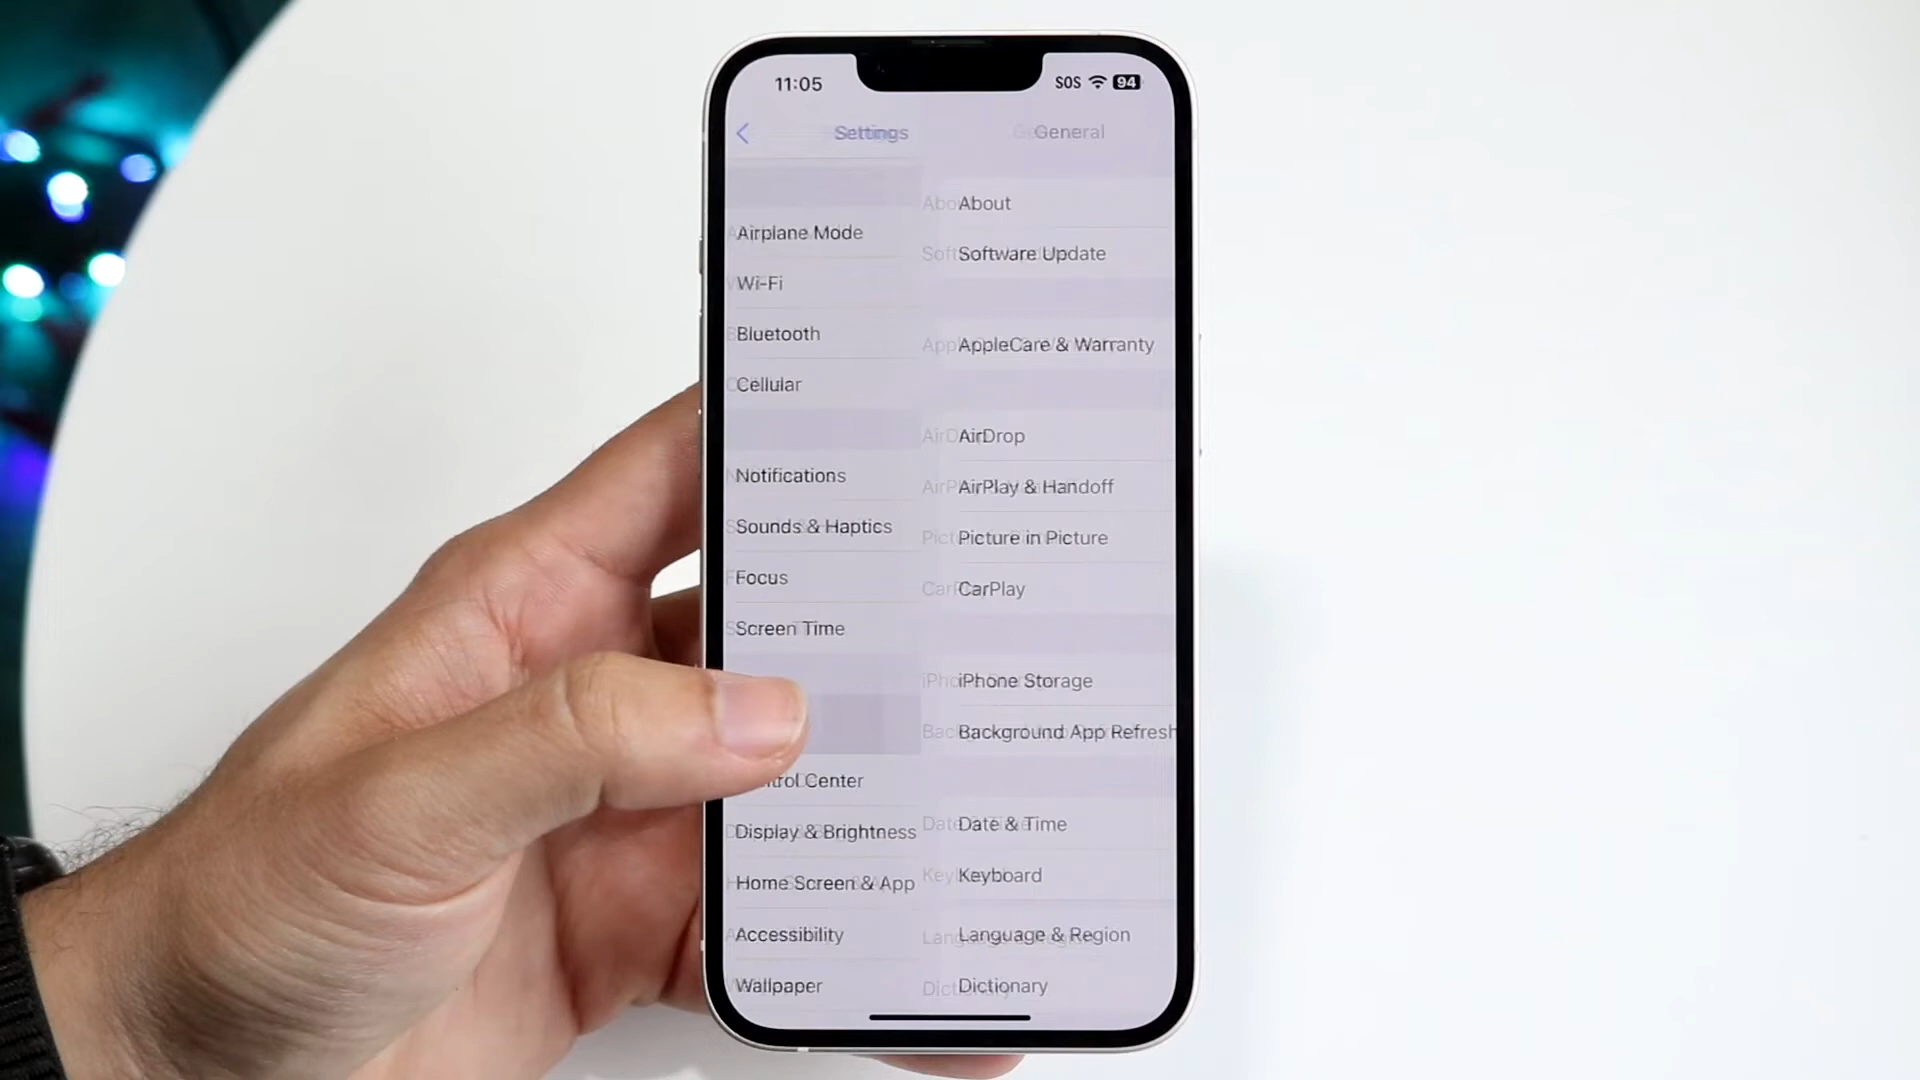 11:05
SOS 94
Settings
Airplane Mode
Wi-Fi
Bluetooth
Cellular
Notifications
Sounds & Haptics
Focus
Screen Time
trol Center
Display & Brightness
Home Screen & App
Accessibility
Wallpaper
General
About
Software Update
AppleCare & Warranty
AirDrop
AirPlay & Handoff
Picture in Picture
CarPlay
iPhone Storage
Background App Refresh
Date & Time
Keyboard
Language & Region
Dictionary